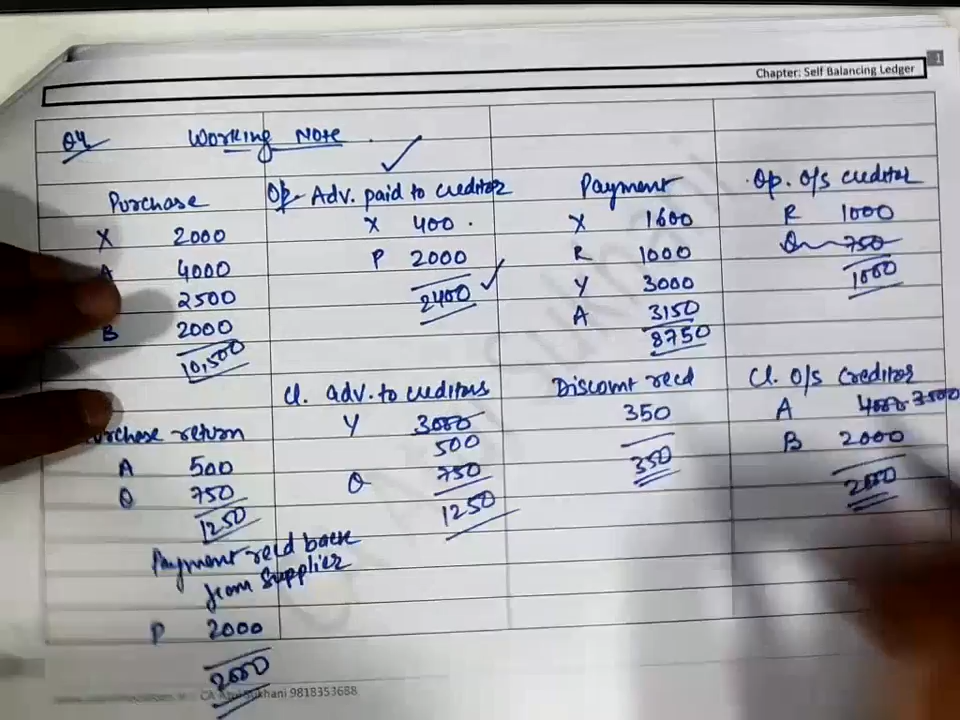 Chapter: Self Balancing Ledger
1
Q4 Working Note
Purchase
X 2000
A 4000
2500
B 2000
10,500
Op. Adv. paid to creditor
X 400
P 2000
2400
Payment
X 1600
R 1000
Y 3000
A 3150
8750
Op. o/s creditor
R 1000
Q 750
1000
Purchase return
A 500
Q 750
1250
Cl. adv. to creditors
Y 3000
500
Q 750
1250
Discount recd
350
350
Cl. o/s Creditor
A 4000-3500
B 2000
2000
Payment recd back
from Supplier
P 2000
2000
9818353688